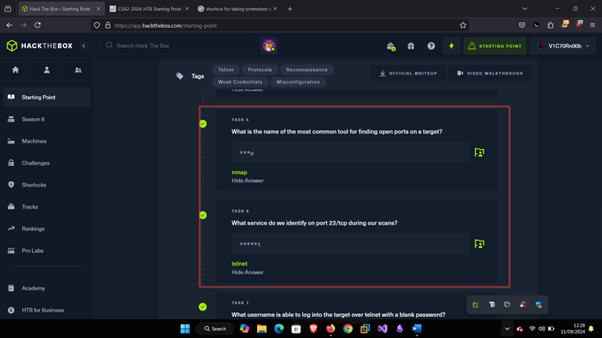 Hack The Box :: Starting Point
CSA2-2024: HTB Starting Point
shortcut for taking screenshot o
https://app.hackthebox.com/starting-point
HACKTHEBOX
Search Hack The Box
STARTING POINT
V1C70Rn00b
Tags
Telnet
Protocols
Reconnaissance
Weak Credentials
Misconfiguration
OFFICIAL WRITEUP
VIDEO WALKTHROUGH
Starting Point
Season 6
Machines
Challenges
Sherlocks
Tracks
Rankings
Pro Labs
Academy
HTB for Business
Hide Answer
TASK 5
What is the name of the most common tool for finding open ports on a target?
***p
nmap
Hide Answer
TASK 6
What service do we identify on port 23/tcp during our scans?
*****t
telnet
Hide Answer
TASK 7
What username is able to log into the target over telnet with a blank password?
Search
12:28
11/09/2024